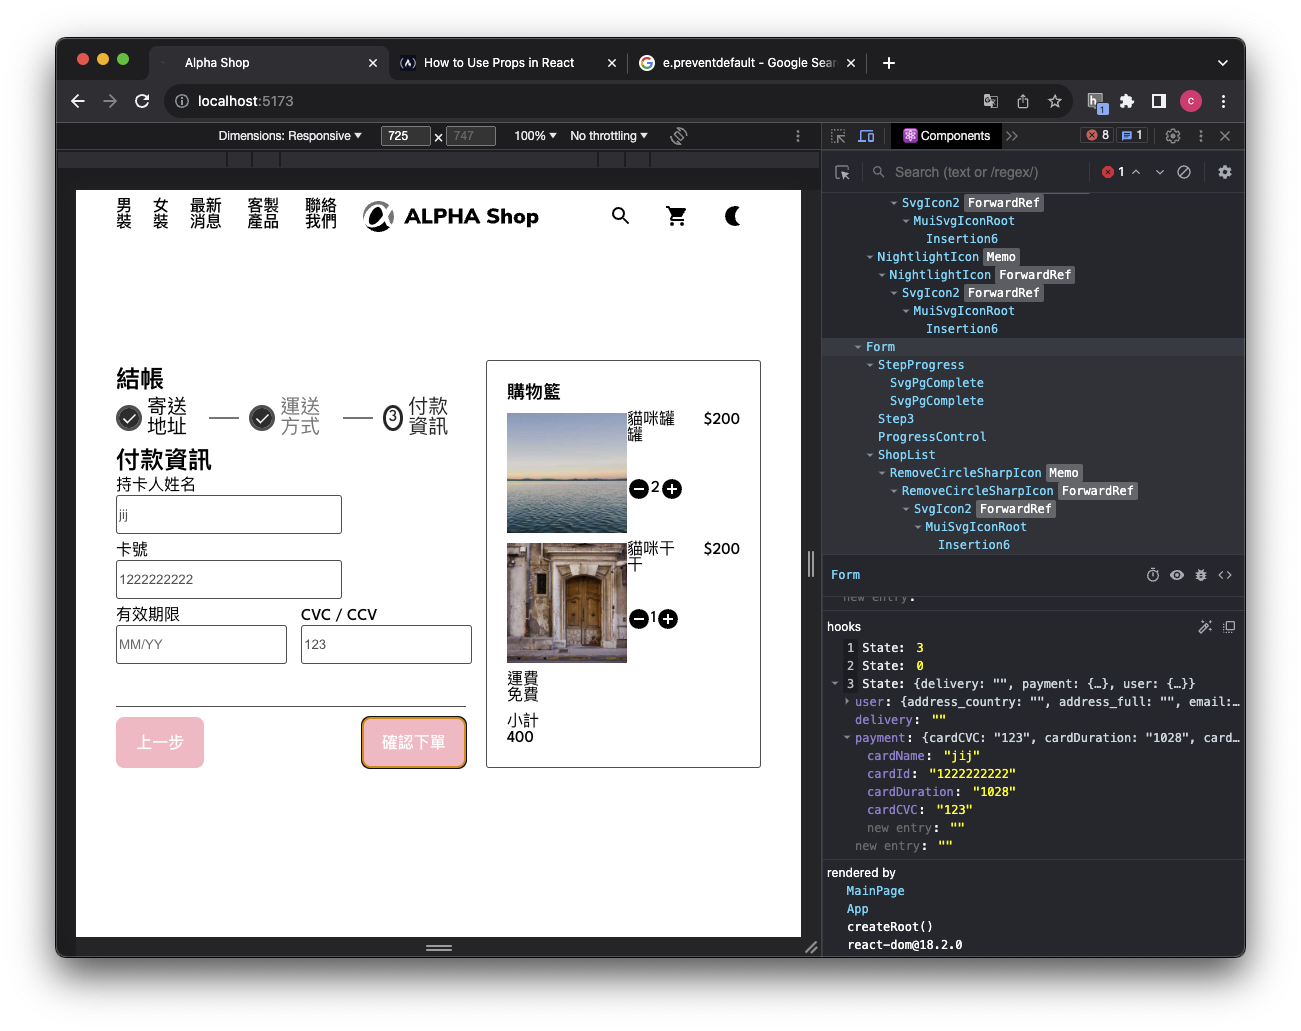 Alpha Shop
How to Use Props in React
e.preventdefault - Google Sear
localhost:5173
1
c
Dimensions: Responsive
725 x 747
100%
No throttling
Components
8
1
Search (text or /regex/)
1
男裝
女裝
最新消息
客製產品
聯絡我們
ALPHA Shop
結帳
寄送地址
運送方式
3
付款資訊
付款資訊
持卡人姓名
jij
卡號
1222222222
有效期限
CVC / CCV
MM/YY
123
上一步
確認下單
購物籃
貓咪罐罐
$200
2
貓咪干干
$200
1
運費
免費
小計
400
SvgIcon2 ForwardRef
MuiSvgIconRoot
Insertion6
NightlightIcon Memo
NightlightIcon ForwardRef
SvgIcon2 ForwardRef
MuiSvgIconRoot
Insertion6
Form
StepProgress
SvgPgComplete
SvgPgComplete
Step3
ProgressControl
ShopList
RemoveCircleSharpIcon Memo
RemoveCircleSharpIcon ForwardRef
SvgIcon2 ForwardRef
MuiSvgIconRoot
Insertion6
Form
new entry:
hooks
1 State: 3
2 State: 0
3 State: {delivery: "", payment: {…}, user: {…}}
user: {address_country: "", address_full: "", email:…
delivery: ""
payment: {cardCVC: "123", cardDuration: "1028", card…
cardName: "jij"
cardId: "1222222222"
cardDuration: "1028"
cardCVC: "123"
new entry: ""
new entry: ""
rendered by
MainPage
App
createRoot()
react-dom@18.2.0